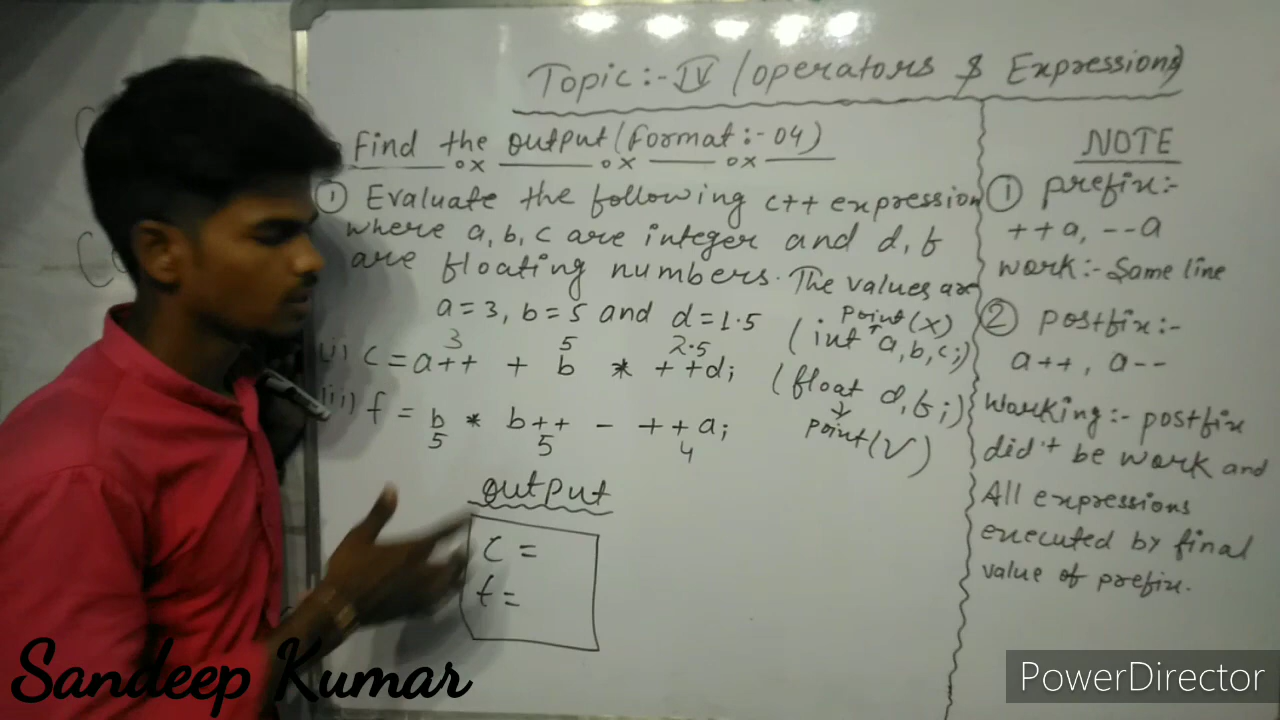 Topic:- IV (operators & Expressions)
Find the output (Format:- 04)
① Evaluate the following c++ expression
where a, b, c are integer and d, f
are floating numbers. The values are
a=3, b=5 and d=1.5
3 5 2.5
(i) c = a++ + b * ++d;
(ii) f = b * b++ - ++a;
5 5 4
point (x)
(int a, b, c;)
(float d, f;)
point (✓)
output
c =
f =
NOTE
① prefix:-
++a, --a
work:- Same line
② postfix:-
a++, a--
Working:- postfix
did't be work and
All expressions
executed by final
value of prefix.
Sandeep Kumar
PowerDirector